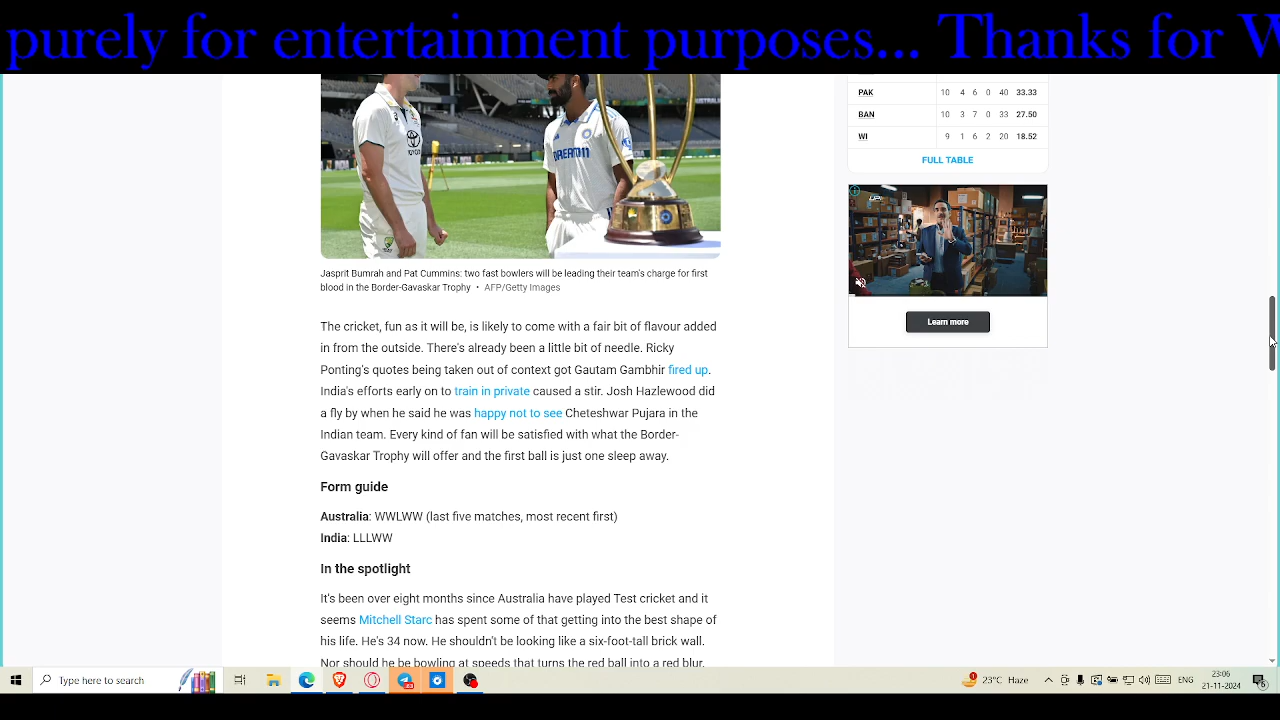 purely for entertainment purposes... Thanks for W
PAK 10 4 6 0 40 33.33
BAN 10 3 7 0 33 27.50
WI 9 1 6 2 20 18.52
FULL TABLE
TOYOTA
DREAM11
UPI
Jasprit Bumrah and Pat Cummins: two fast bowlers will be leading their team's charge for first
blood in the Border-Gavaskar Trophy • AFP/Getty Images
Learn more
The cricket, fun as it will be, is likely to come with a fair bit of flavour added
in from the outside. There's already been a little bit of needle. Ricky
Ponting's quotes being taken out of context got Gautam Gambhir fired up.
India's efforts early on to train in private caused a stir. Josh Hazlewood did
a fly by when he said he was happy not to see Cheteshwar Pujara in the
Indian team. Every kind of fan will be satisfied with what the Border-
Gavaskar Trophy will offer and the first ball is just one sleep away.
Form guide
Australia: WWLWW (last five matches, most recent first)
India: LLLWW
In the spotlight
It's been over eight months since Australia have played Test cricket and it
seems Mitchell Starc has spent some of that getting into the best shape of
his life. He's 34 now. He shouldn't be looking like a six-foot-tall brick wall.
Nor should he be bowling at speeds that turns the red ball into a red blur.
Type here to search
23°C Haze
ENG
23:06
21-11-2024